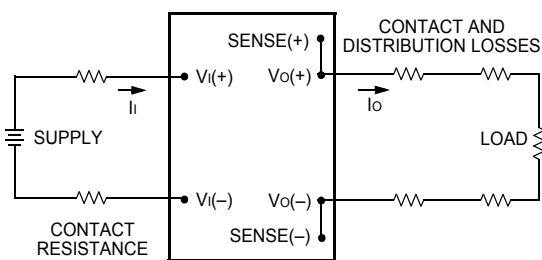 CONTACT AND
DISTRIBUTION LOSSES
SENSE(+)
VI(+)
VO(+)
II
IO
SUPPLY
LOAD
VI(–)
VO(–)
CONTACT
RESISTANCE
SENSE(–)